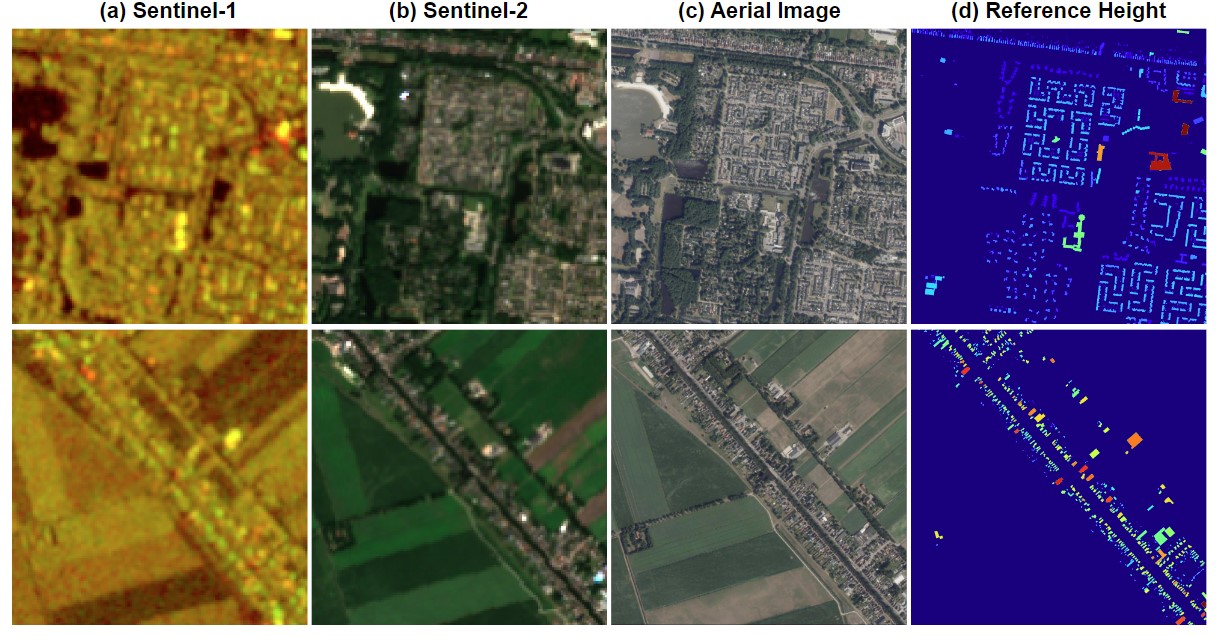 (a) Sentinel-1
(b) Sentinel-2
(c) Aerial Image
(d) Reference Height